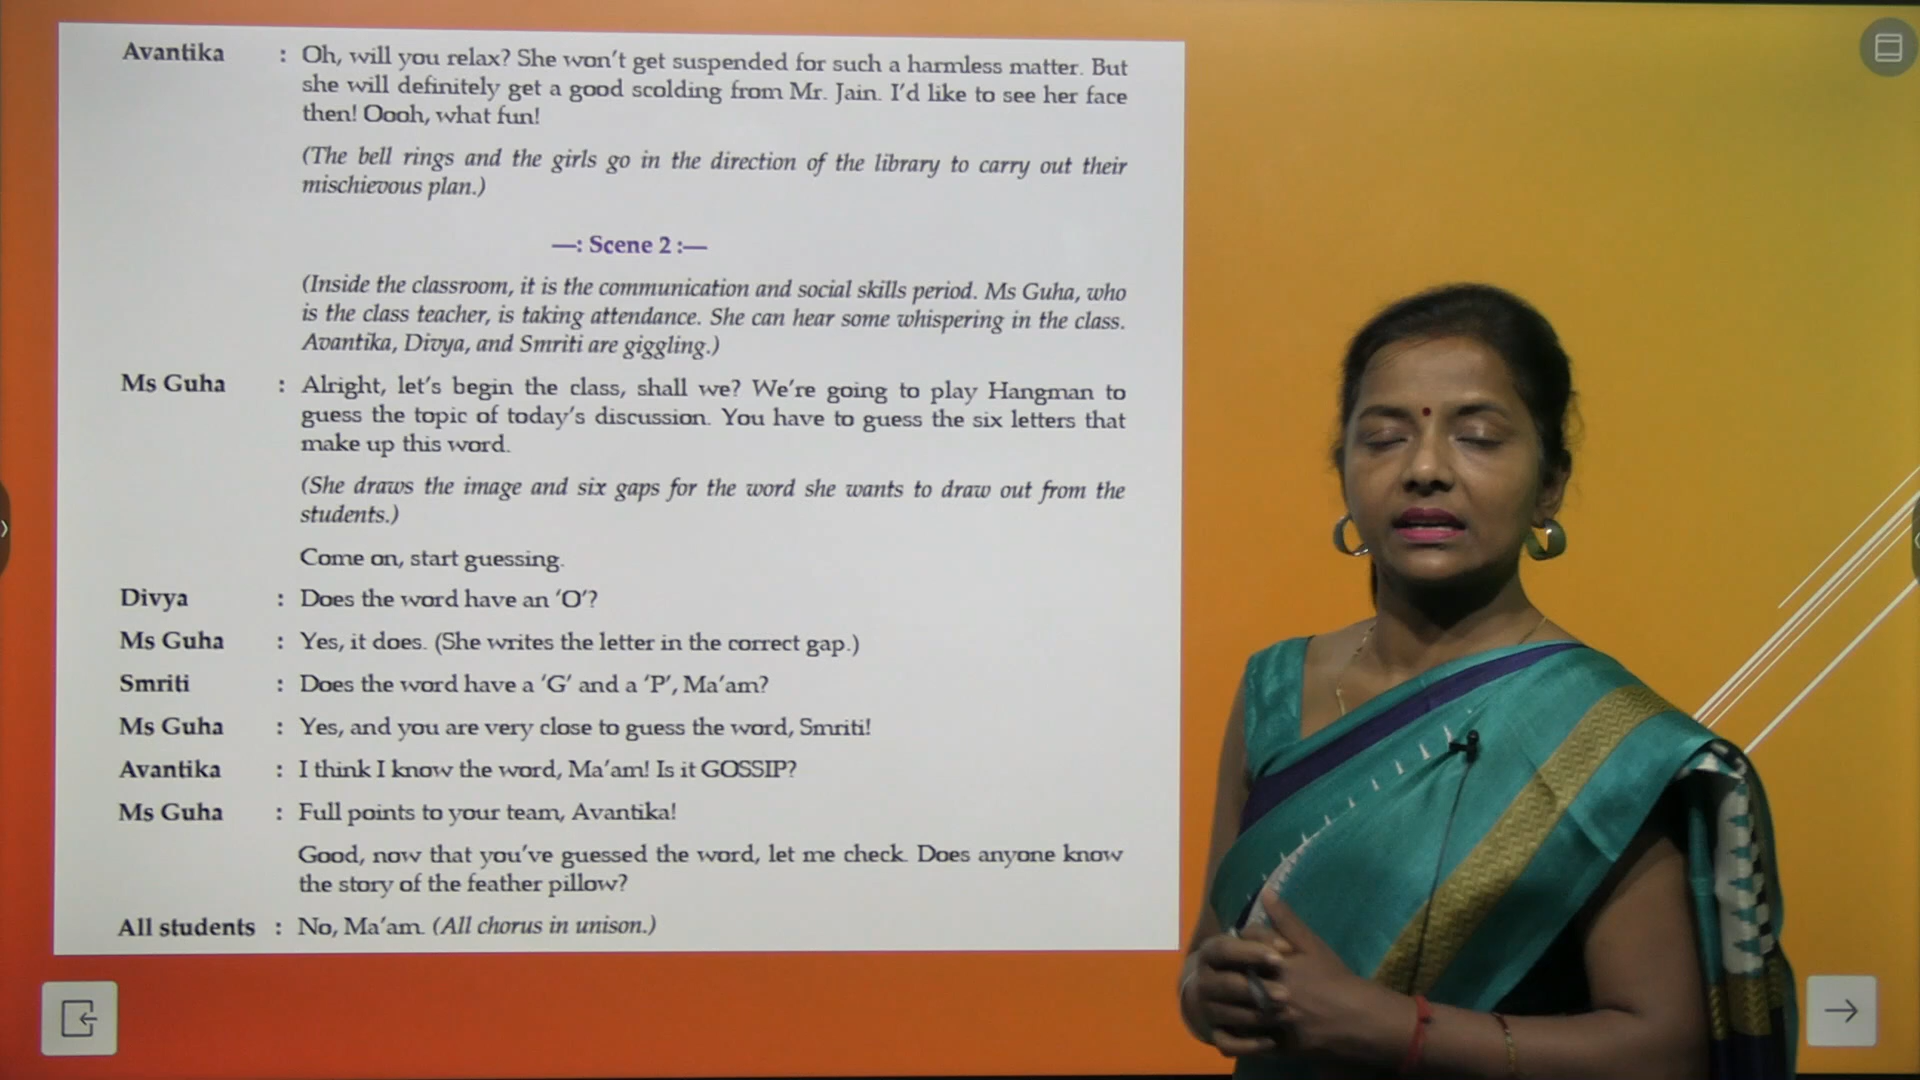 Avantika : Oh, will you relax? She won't get suspended for such a harmless matter. But
she will definitely get a good scolding from Mr. Jain. I'd like to see her face
then! Oooh, what fun!
(The bell rings and the girls go in the direction of the library to carry out their
mischievous plan.)
—: Scene 2 :—
(Inside the classroom, it is the communication and social skills period. Ms Guha, who
is the class teacher, is taking attendance. She can hear some whispering in the class.
Avantika, Divya, and Smriti are giggling.)
Ms Guha : Alright, let's begin the class, shall we? We're going to play Hangman to
guess the topic of today's discussion. You have to guess the six letters that
make up this word.
(She draws the image and six gaps for the word she wants to draw out from the
students.)
Come on, start guessing.
Divya : Does the word have an 'O'?
Ms Guha : Yes, it does. (She writes the letter in the correct gap.)
Smriti : Does the word have a 'G' and a 'P', Ma'am?
Ms Guha : Yes, and you are very close to guess the word, Smriti!
Avantika : I think I know the word, Ma'am! Is it GOSSIP?
Ms Guha : Full points to your team, Avantika!
Good, now that you've guessed the word, let me check. Does anyone know
the story of the feather pillow?
All students : No, Ma'am. (All chorus in unison.)